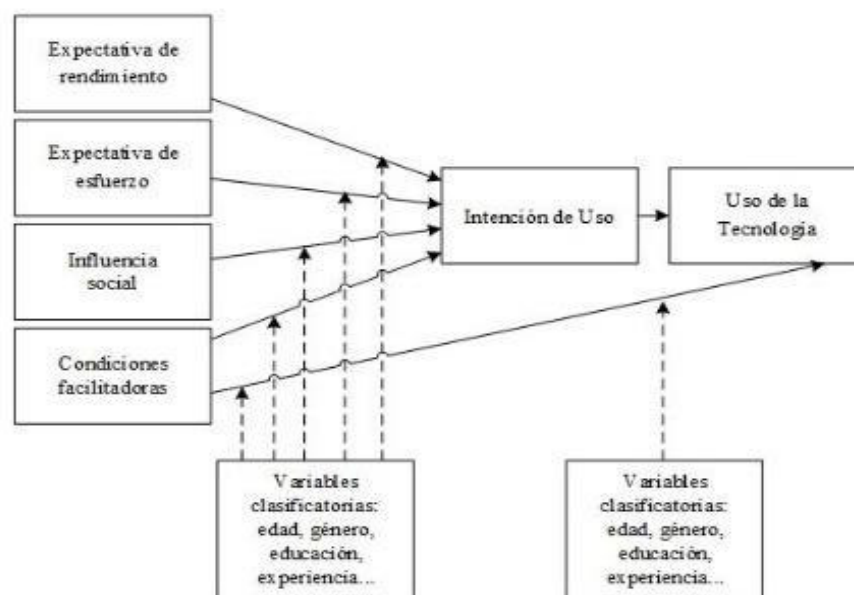 Expectativa de
rendimiento
Expectativa de
esfuerzo
Influencia
social
Condiciones
facilitadoras
Intención de Uso
Uso de la
Tecnología
Variables
clasificatorias:
edad, género,
educación,
experiencia...
Variables
clasificatorias:
edad, género,
educación,
experiencia...